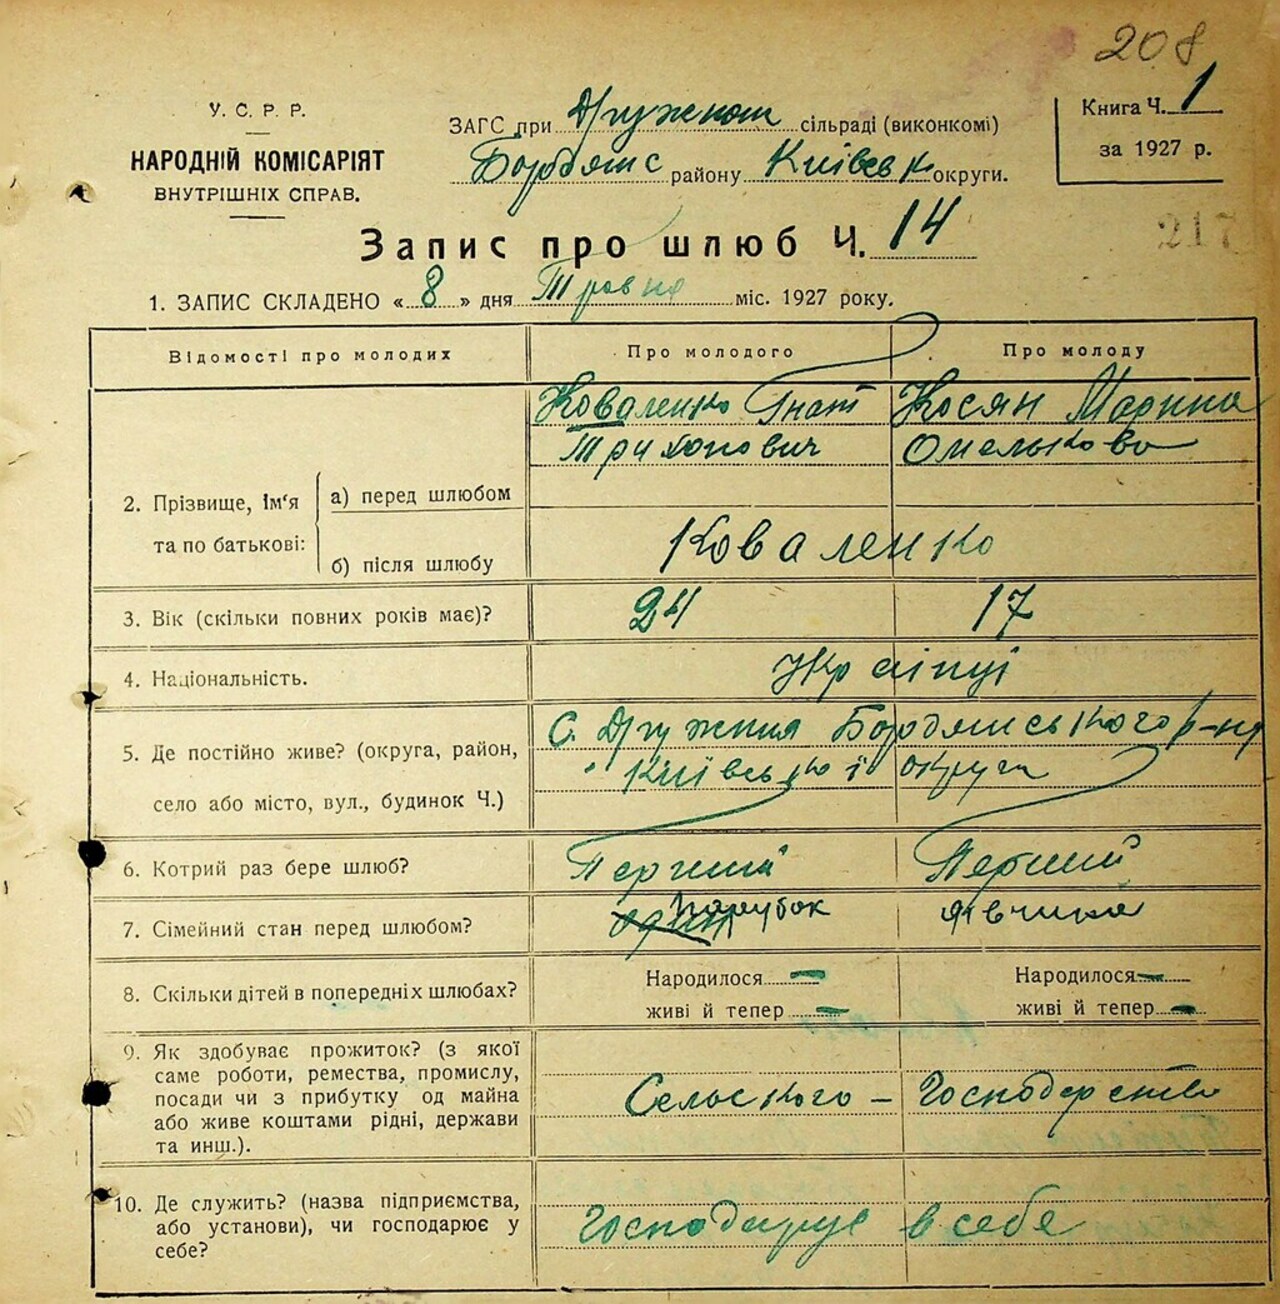 208
У. С. Р. Р.
НАРОДНІЙ КОМІСАРІЯТ
ВНУТРІШНІХ СПРАВ.
ЗАГС при Дружнянск сільраді (виконкомі)
Бородянс району Київськ округи.
Книга Ч. 1
за 1927 р.
217
Запис про шлюб Ч. 14
1. ЗАПИС СКЛАДЕНО « 8 » дня Травня міс. 1927 року.
Відомості про молодих
Про молодого
Про молоду
2. Прізвище, ім'я та по батькові:
а) перед шлюбом
б) після шлюбу
Коваленко Гнат
Трихонович
Косян Марина
Омелькова
Коваленко
3. Вік (скільки повних років має)?
24
17
4. Національність.
Українці
5. Де постійно живе? (округа, район,
село або місто, вул., будинок Ч.)
С. Дружня Бородянського р-ну
Київської округи
6. Котрий раз бере шлюб?
Перший
Перший
7. Сімейний стан перед шлюбом?
парубок
дівчина
8. Скільки дітей в попередніх шлюбах?
Народилося —
живі й тепер —
Народилося —
живі й тепер —
9. Як здобуває прожиток? (з якої
саме роботи, ремества, промислу,
посади чи з прибутку од майна
або живе коштами рідні, держави
та инш.).
Сельского – Господарства
10. Де служить? (назва підприємства,
або установи), чи господарює у
себе?
Господарує в себе